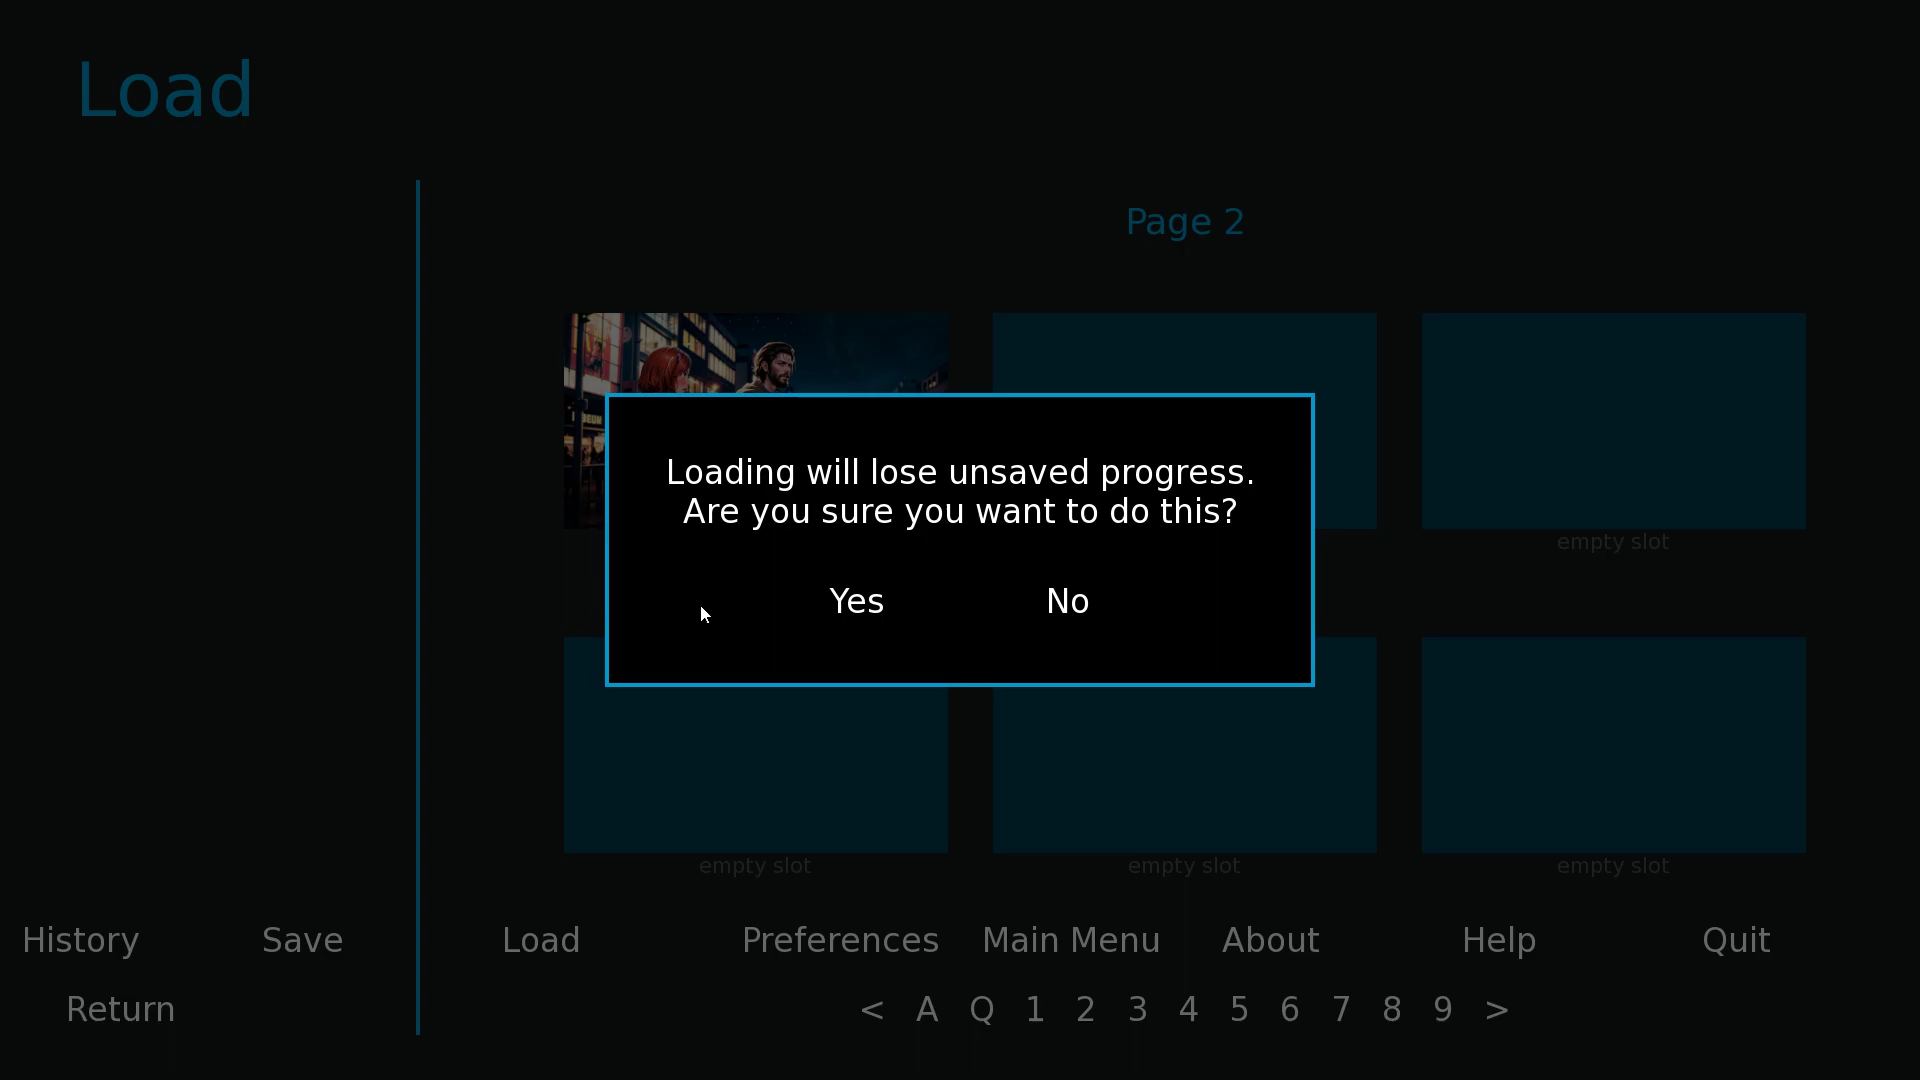 Load
Page 2
Loading will lose unsaved progress.
Are you sure you want to do this?
Yes No
empty slot
empty slot empty slot empty slot
History Save Load Preferences Main Menu About Help Quit
Return < A Q 1 2 3 4 5 6 7 8 9 >